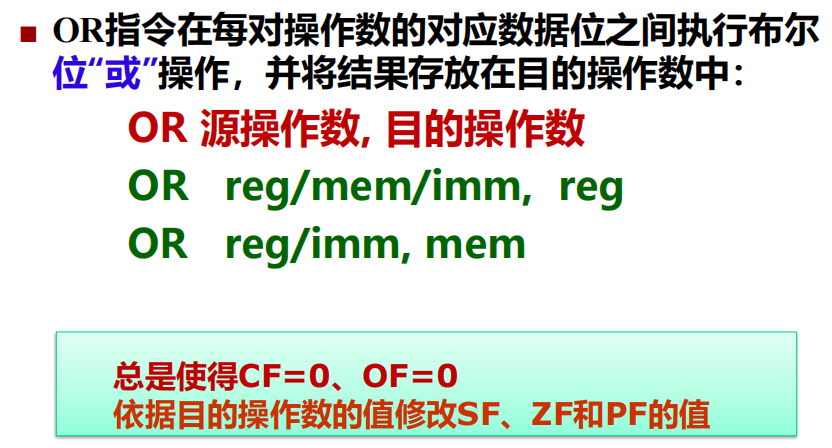 ■ OR指令在每对操作数的对应数据位之间执行布尔
位“或”操作，并将结果存放在目的操作数中：
OR 源操作数, 目的操作数
OR reg/mem/imm, reg
OR reg/imm, mem
总是使得CF=0、OF=0
依据目的操作数的值修改SF、ZF和PF的值